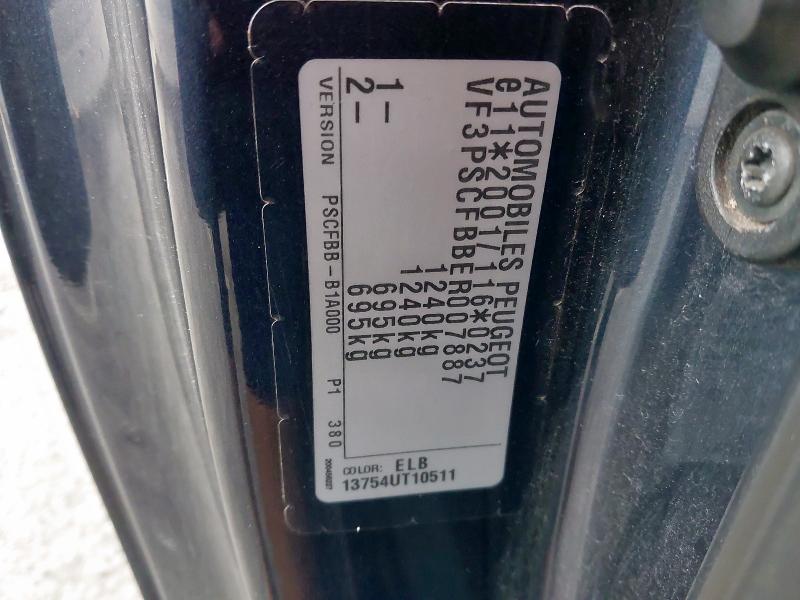 AUTOMOBILES PEUGEOT
e11*2001/116*0237
VF3PSCFBBER007887
1240kg
1240kg
1– 695kg
2– 695kg
VERSION PSCFBB–B1A000 P1 380
COLOR: ELB
13754UT10511